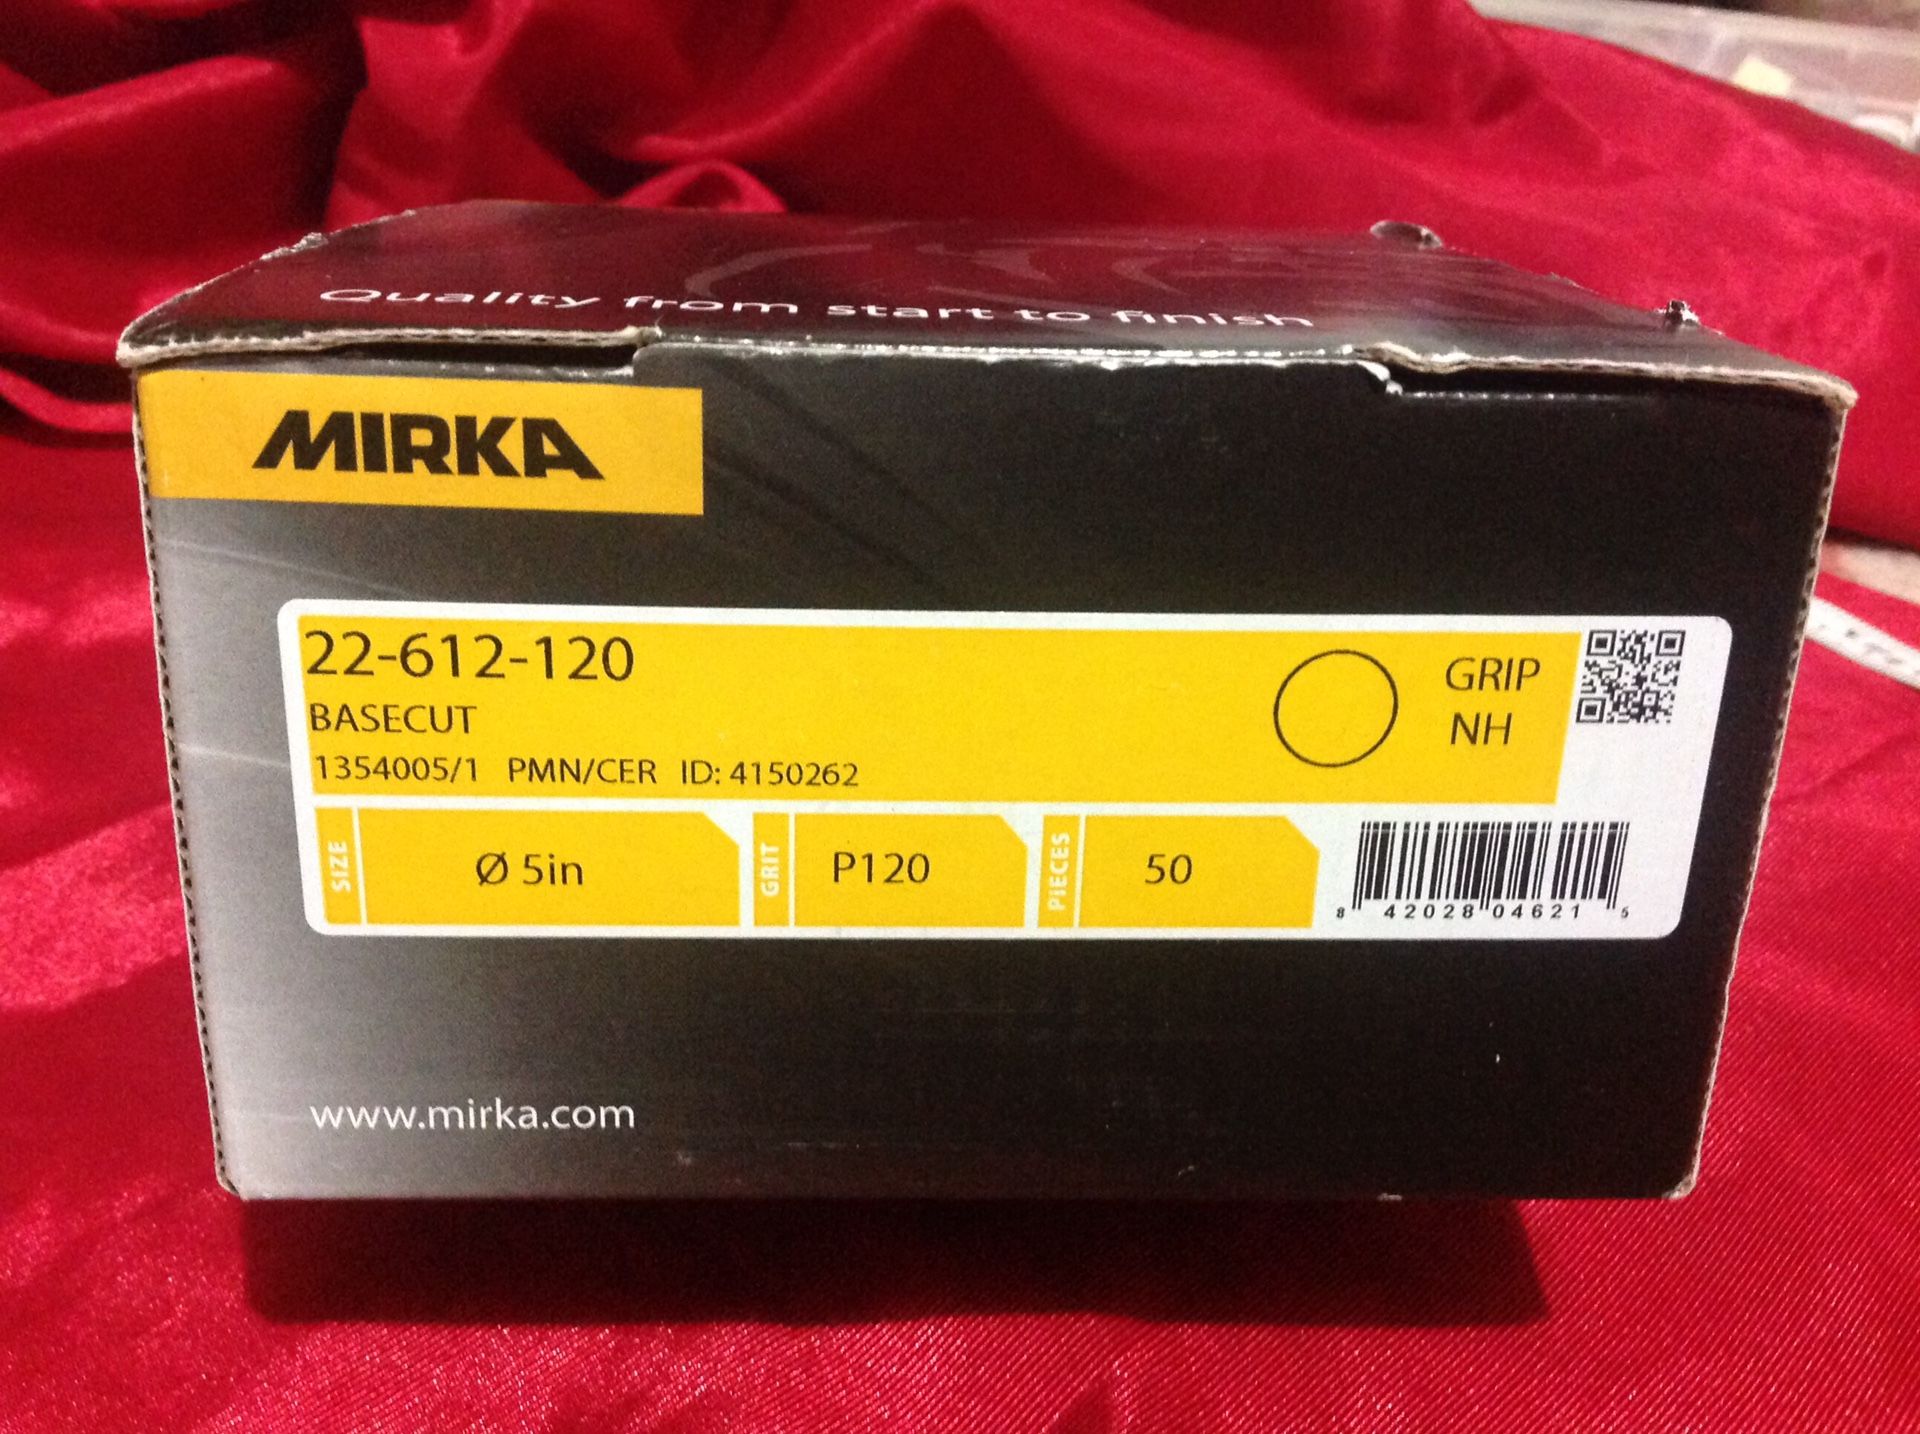 Quality from start to finish
MIRKA
22-612-120
BASECUT
1354005/1 PMN/CER ID: 4150262
GRIP
NH
SIZE
Ø 5in
GRIT
P120
PIECES
50
8 42028 04621 5
www.mirka.com